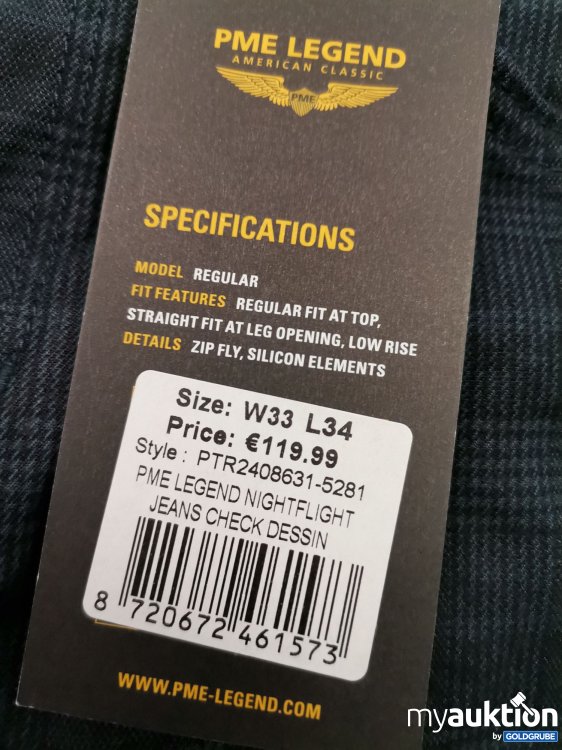 PME LEGEND
AMERICAN CLASSIC
PME
SPECIFICATIONS
MODEL REGULAR
FIT FEATURES REGULAR FIT AT TOP,
STRAIGHT FIT AT LEG OPENING, LOW RISE
DETAILS ZIP FLY, SILICON ELEMENTS
Size: W33 L34
Price: €119.99
Style : PTR2408631-5281
PME LEGEND NIGHTFLIGHT
JEANS CHECK DESSIN
8 720672 461573
WWW.PME-LEGEND.COM
myauktion
by GOLDGRUBE